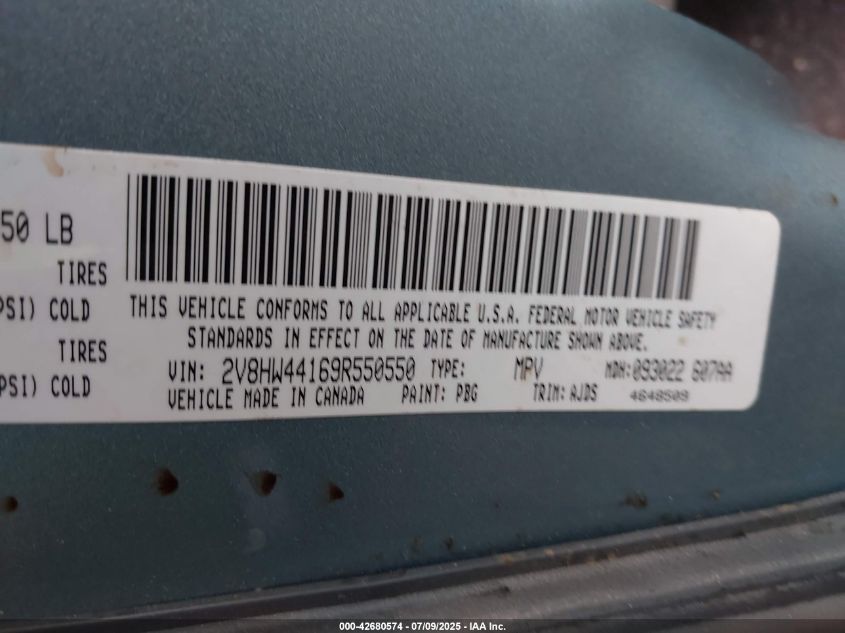 50 LB
TIRES
PSI) COLD
TIRES
PSI) COLD
THIS VEHICLE CONFORMS TO ALL APPLICABLE U.S.A. FEDERAL MOTOR VEHICLE SAFETY
STANDARDS IN EFFECT ON THE DATE OF MANUFACTURE SHOWN ABOVE.
VIN: 2V8HW44169R550550 TYPE: MPV MDH: 093022 607AA
VEHICLE MADE IN CANADA PAINT: PBG TRIM: AJDS 4648509
000-42680574 | 07/09/2025 - IAA Inc.